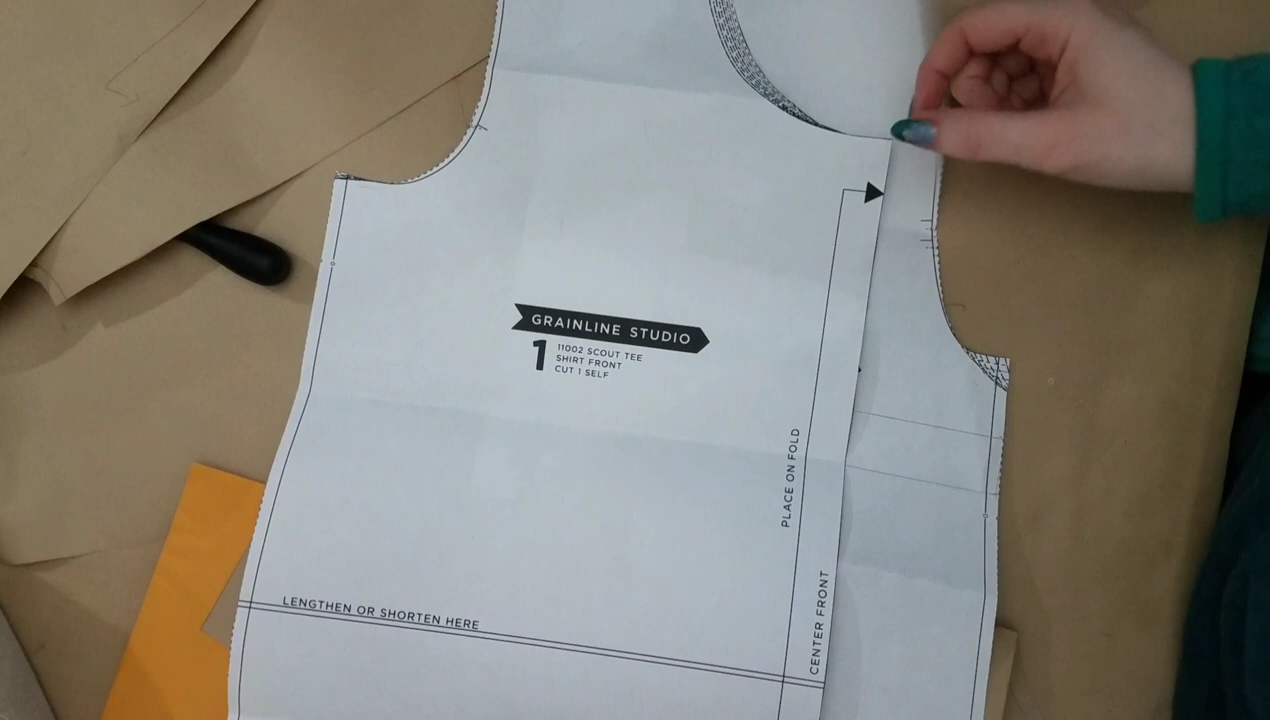 GRAINLINE STUDIO
1
11002 SCOUT TEE
SHIRT FRONT
CUT 1 SELF
PLACE ON FOLD
CENTER FRONT
LENGTHEN OR SHORTEN HERE